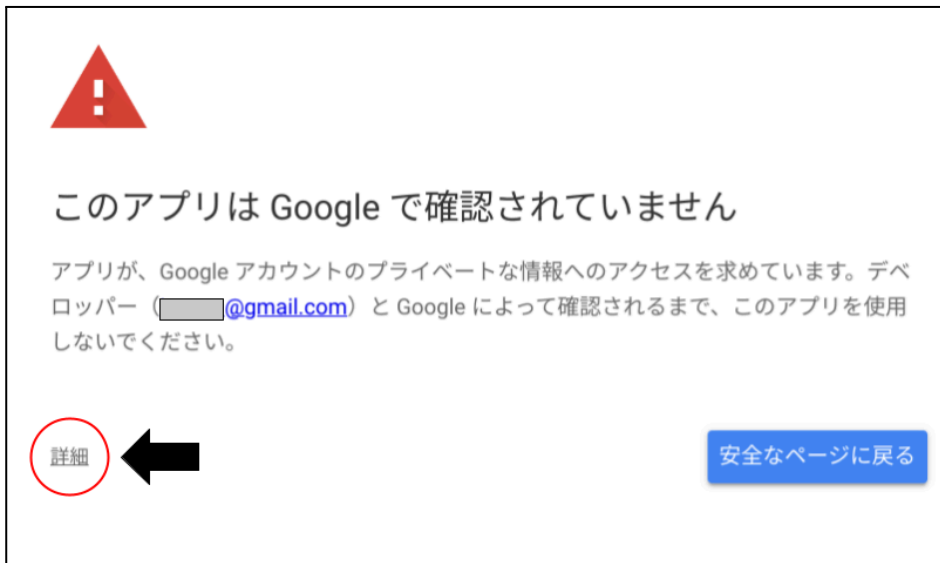 このアプリは Google で確認されていません
アプリが、Google アカウントのプライベートな情報へのアクセスを求めています。デベ
ロッパー（@gmail.com）と Google によって確認されるまで、このアプリを使用
しないでください。
詳細
安全なページに戻る